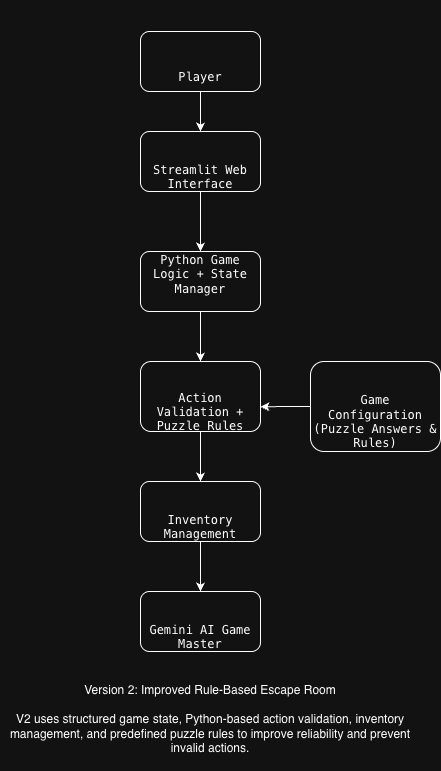 Player
Streamlit Web
Interface
Python Game
Logic + State
Manager
Action
Validation +
Puzzle Rules
Game
Configuration
(Puzzle Answers &
Rules)
Inventory
Management
Gemini AI Game
Master
Version 2: Improved Rule-Based Escape Room
V2 uses structured game state, Python-based action validation, inventory
management, and predefined puzzle rules to improve reliability and prevent
invalid actions.